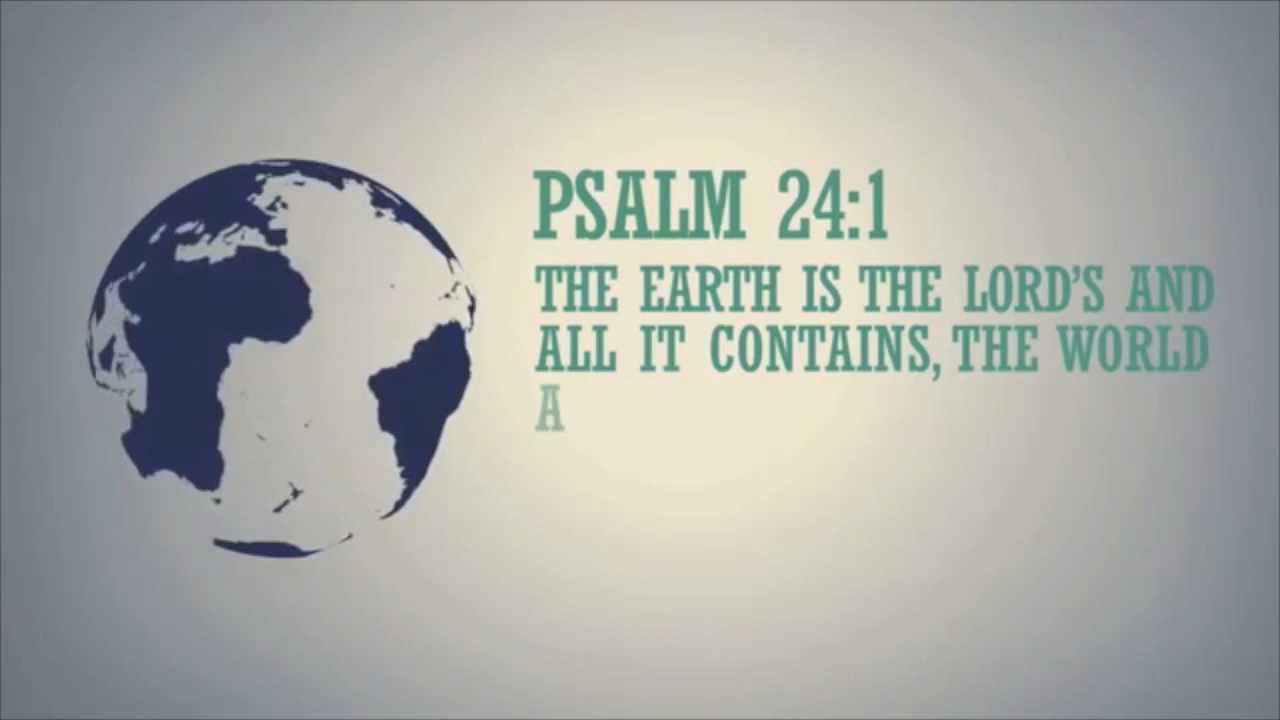 PSALM 24:1
THE EARTH IS THE LORD'S AND
ALL IT CONTAINS, THE WORLD
A